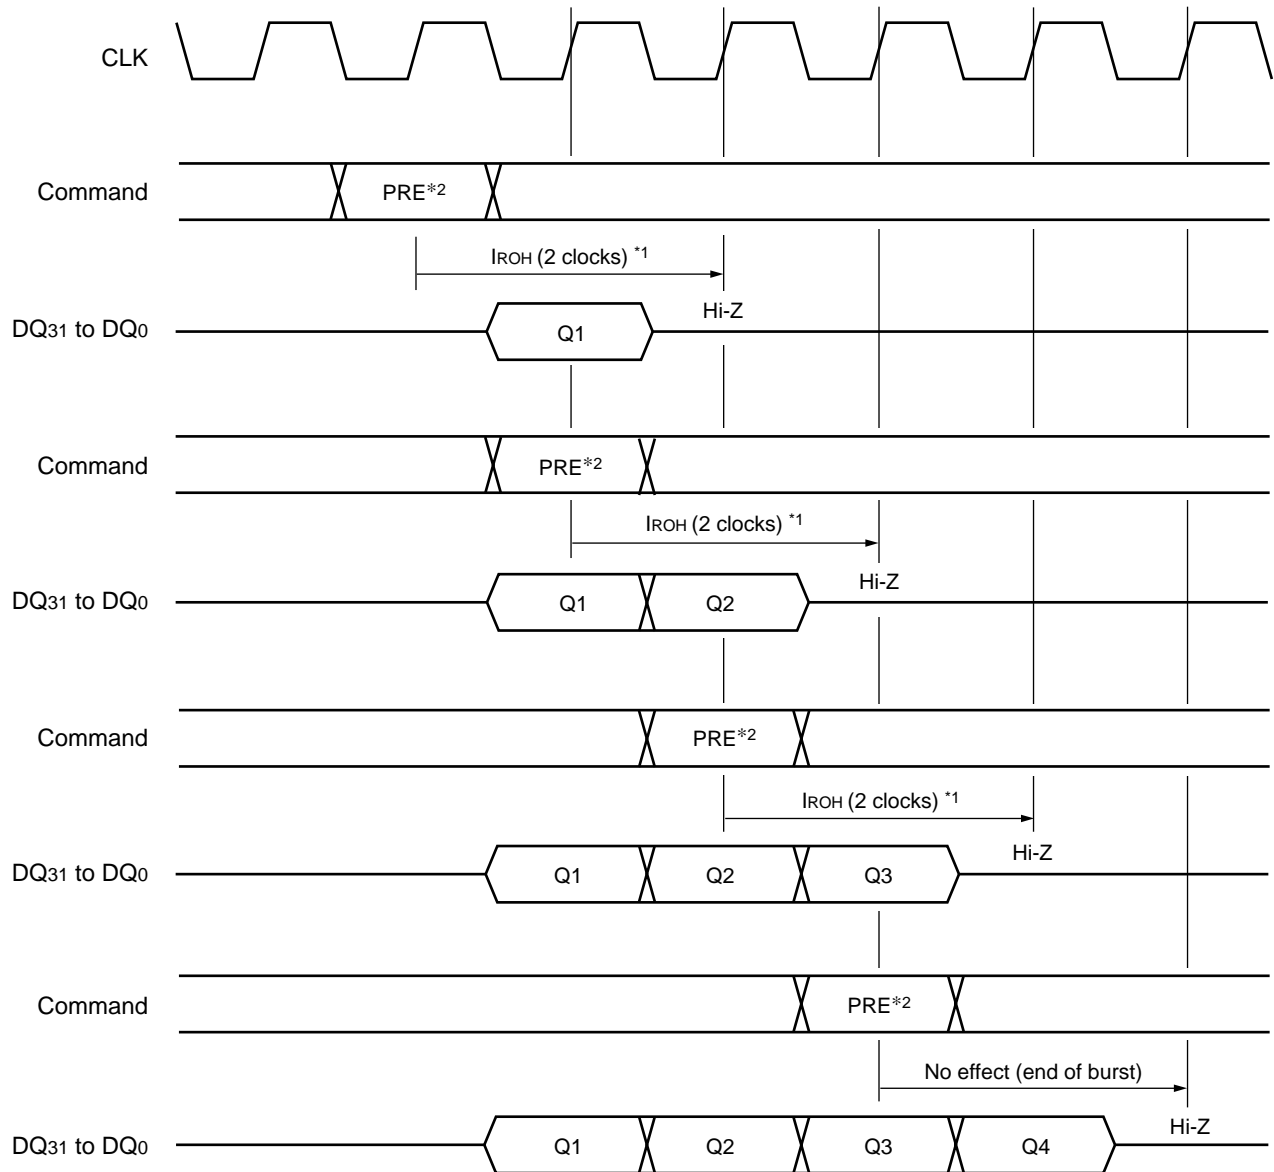 CLK
Command
PRE*2
IROH (2 clocks) *1
DQ31 to DQ0
Q1
Hi-Z
Command
PRE*2
IROH (2 clocks) *1
DQ31 to DQ0
Q1 Q2
Hi-Z
Command
PRE*2
IROH (2 clocks) *1
DQ31 to DQ0
Q1 Q2 Q3
Hi-Z
Command
PRE*2
No effect (end of burst)
DQ31 to DQ0
Q1 Q2 Q3 Q4
Hi-Z